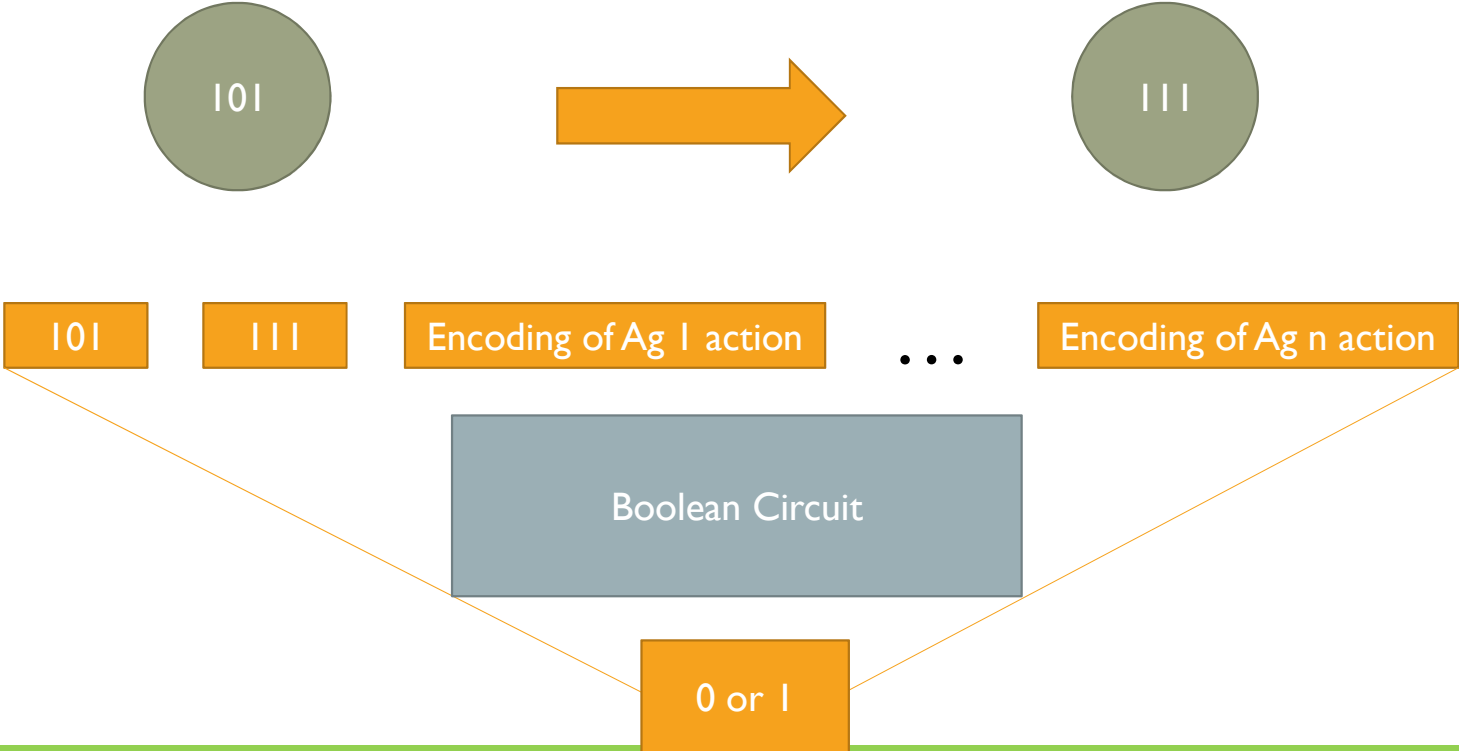 101
111
101
111
Encoding of Ag 1 action
...
Encoding of Ag n action
Boolean Circuit
0 or 1